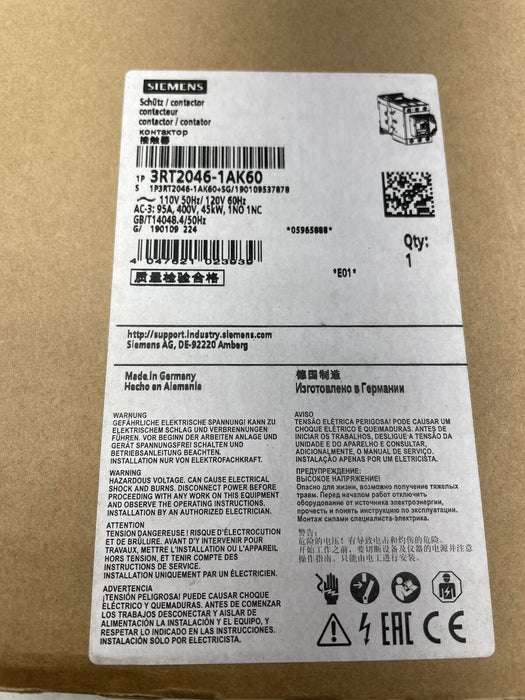 SIEMENS
Schütz / contactor
contacteur
contactor / contator
контактор
接触器
1P 3RT2046-1AK60
S 1P3RT2046-1AK60+SG/190109537878
～ 110V 50Hz/ 120V 60Hz
AC-3: 95A, 400V, 45kW, 1NO 1NC
GB/T14048.4/50Hz
G/ 190109 224
*05965888*
Qty:
1
4 047621 023939
*E01*
质量检验合格
http://support.industry.siemens.com
Siemens AG, DE-92220 Amberg
Made in Germany
Hecho en Alemania
德国制造
Изготовлено в Германии
WARNUNG
GEFÄHRLICHE ELEKTRISCHE SPANNUNG! KANN ZU
ELEKTRISCHEM SCHLAG UND VERBRENNUNGEN
FÜHREN. VOR BEGINN DER ARBEITEN ANLAGE UND
GERÄT SPANNUNGSFREI SCHALTEN UND
BETRIEBSANLEITUNG BEACHTEN.
INSTALLATION NUR VON ELEKTROFACHKRAFT.
WARNING
HAZARDOUS VOLTAGE. CAN CAUSE ELECTRICAL
SHOCK AND BURNS. DISCONNECT POWER BEFORE
PROCEEDING WITH ANY WORK ON THIS EQUIPMENT
AND OBSERVE THE OPERATING INSTRUCTIONS.
INSTALLATION BY AN AUTHORIZED ELECTRICIAN.
ATTENTION
TENSION DANGEREUSE ! RISQUE D'ÉLECTROCUTION
ET DE BRÛLURE. AVANT D'Y INTERVENIR POUR
TRAVAUX, METTRE L'INSTALLATION OU L'APPAREIL
HORS TENSION, ET TENIR COMPTE DES
INSTRUCTIONS DE SERVICE.
INSTALLATION UNIQUEMENT PAR UN ÉLECTRICIEN.
ADVERTENCIA
¡TENSIÓN PELIGROSA! PUEDE CAUSAR CHOQUE
ELÉCTRICO Y QUEMADURAS. ANTES DE COMENZAR
LOS TRABAJOS DESCONECTAR Y AISLAR DE
ALIMENTACIÓN LA INSTALACIÓN Y EL EQUIPO, Y
RESPETAR LO INDICADO EN LAS INSTRUCCIONES.
INSTALACIÓN SÓLO POR ELECTRICISTA.
AVISO
TENSÃO ELÉTRICA PERIGOSA! PODE CAUSAR UM
CHOQUE ELÉTRICO E QUEIMADURAS. ANTES DE
INICIAR OS TRABALHOS, DESLIGUE A TENSÃO DA
UNIDADE E DO APARELHO E CONSULTAR,
ADICIONALMENTE, O MANUAL DE SERVIÇO.
INSTALAÇÃO APENAS POR UM ELETRICISTA.
ПРЕДУПРЕЖДЕНИЕ:
ВЫСОКОЕ НАПРЯЖЕНИЕ!
Опасно для жизни, возможно получение тяжелых
травм. Перед началом работ отключить
оборудование от источника электроэнергии,
прочесть и понять инструкцию по эксплуатации.
Монтаж силами специалиста-электрика.
警告:
危险的电压! 有导致电击和灼伤的危险。
开始工作之前，要切断设备及仪器的电源并注意
操作指南。只能由电工进行安装。
EAC CE